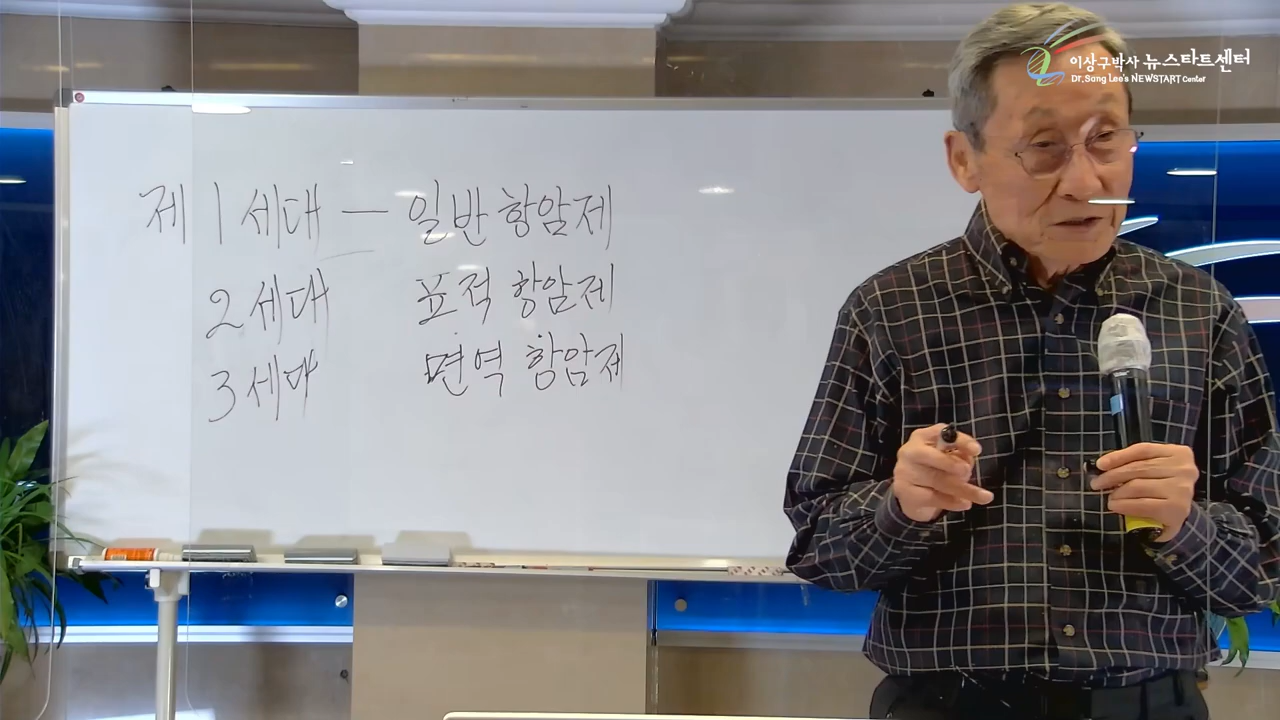 이상구박사 뉴스타트센터
Dr. Sang Lee's NEWSTART Center
제 1 세대 — 일반 항암제
2 세대 표적 항암제
3 세대 면역 항암제